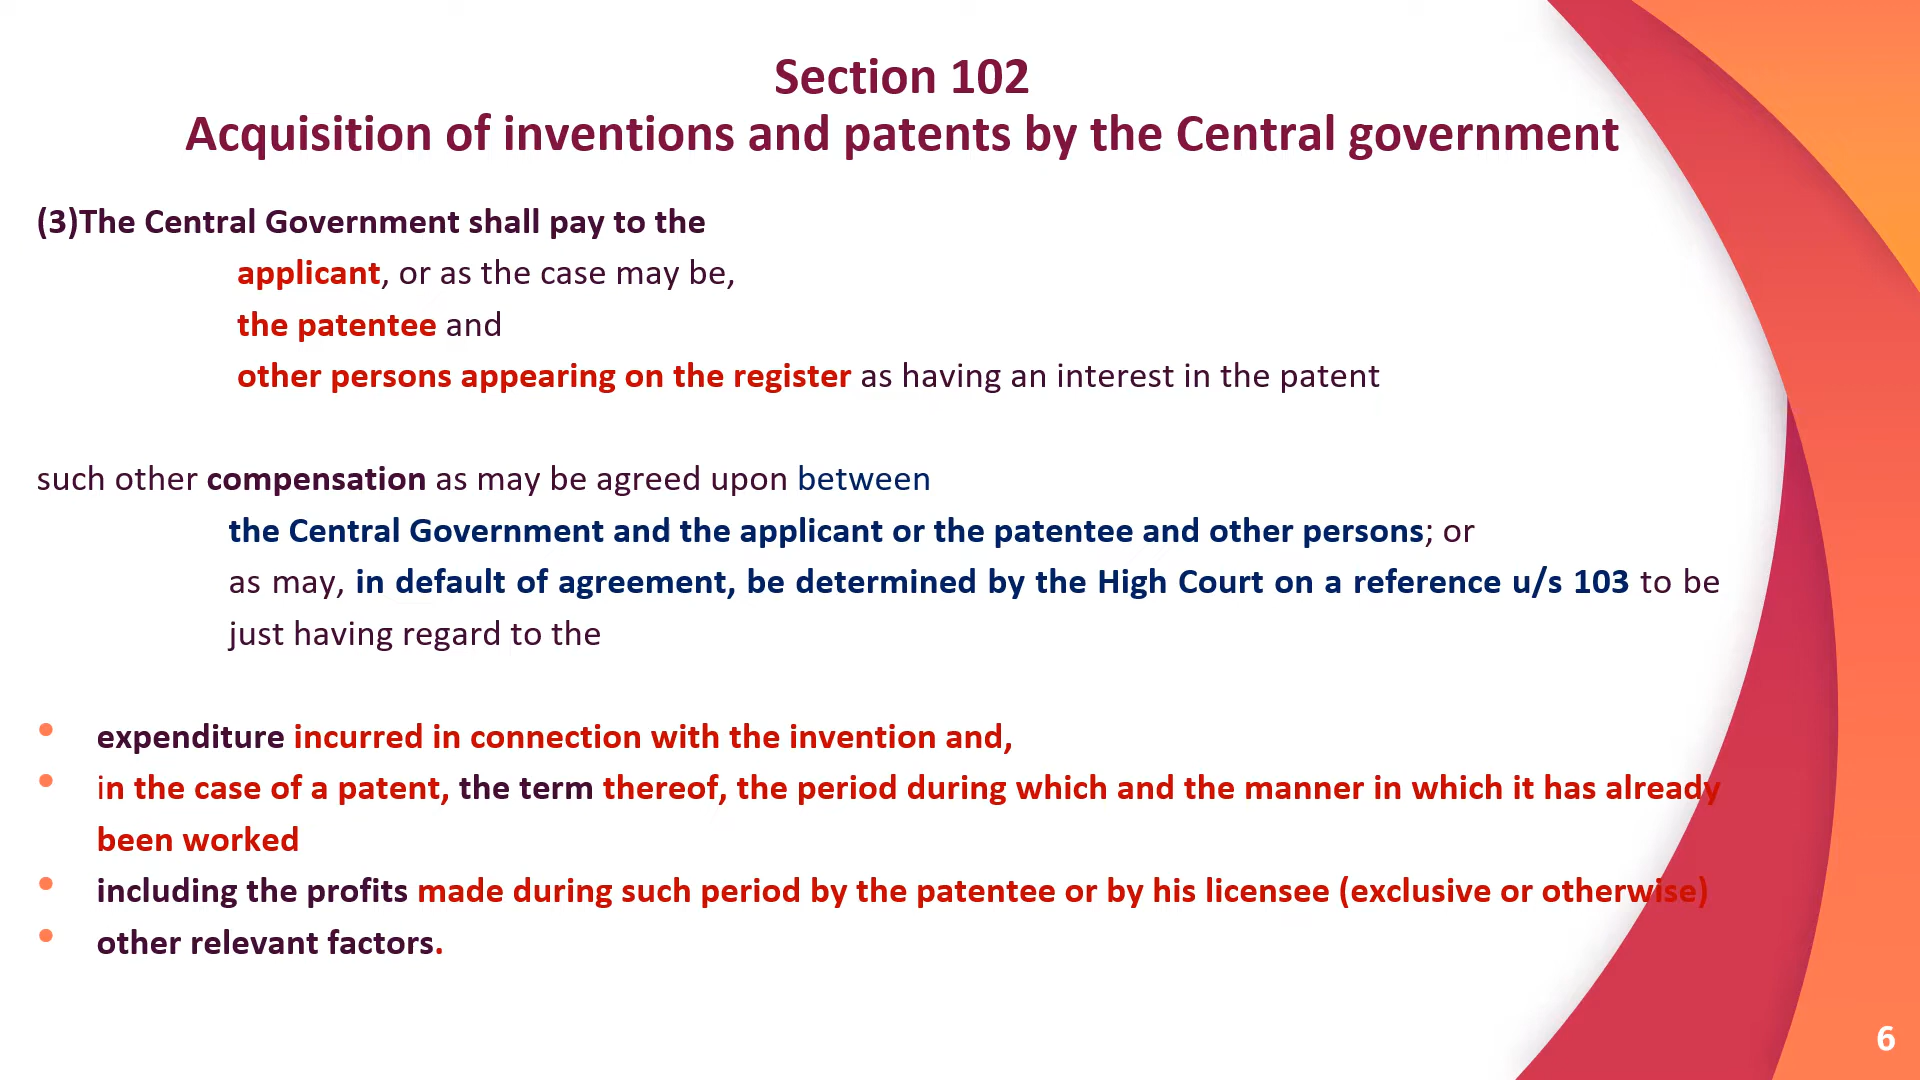 Section 102
Acquisition of inventions and patents by the Central government
(3)The Central Government shall pay to the
applicant, or as the case may be,
the patentee and
other persons appearing on the register as having an interest in the patent
such other compensation as may be agreed upon between
the Central Government and the applicant or the patentee and other persons; or
as may, in default of agreement, be determined by the High Court on a reference u/s 103 to be
just having regard to the
• expenditure incurred in connection with the invention and,
• in the case of a patent, the term thereof, the period during which and the manner in which it has already
been worked
• including the profits made during such period by the patentee or by his licensee (exclusive or otherwise)
• other relevant factors.
6